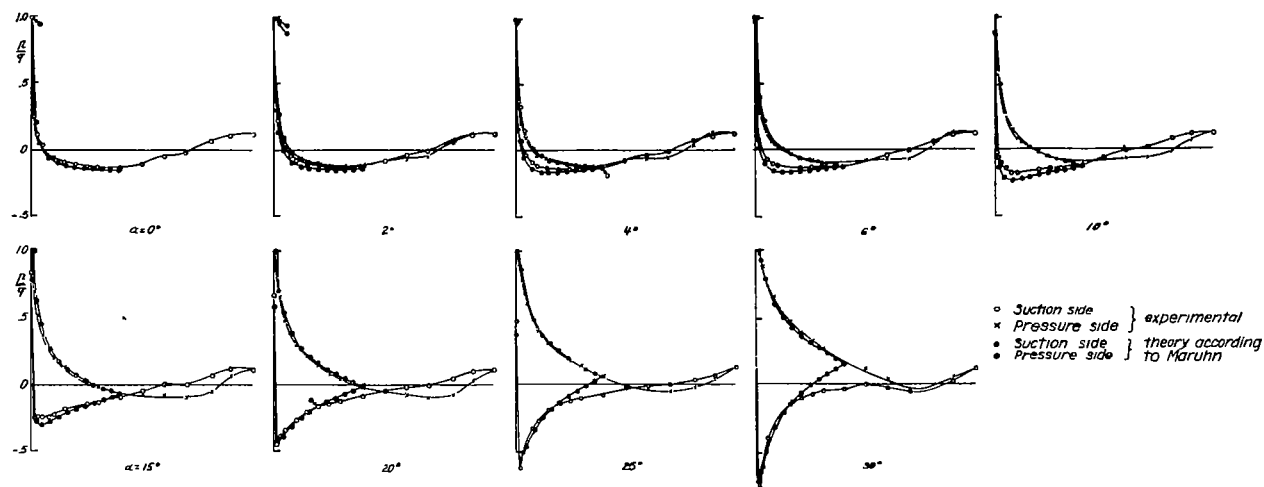 1.0
p/q
.5
0
-.5
α=0°
2°
4°
6°
10°
1.0
p/q
.5
0
-.5
α=15°
20°
25°
30°
o Suction side
x Pressure side } experimental
● Suction side
● Pressure side } theory according to Maruhn